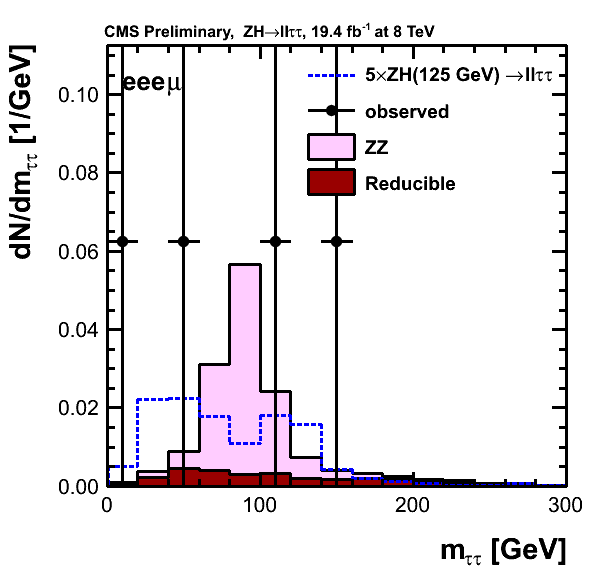 CMS Preliminary, ZH→llττ, 19.4 fb⁻¹ at 8 TeV
dN/dm_ττ [1/GeV]
eeeμ
5×ZH(125 GeV) →llττ
observed
ZZ
Reducible
0.10
0.08
0.06
0.04
0.02
0.00
0 100 200 300
m_ττ [GeV]